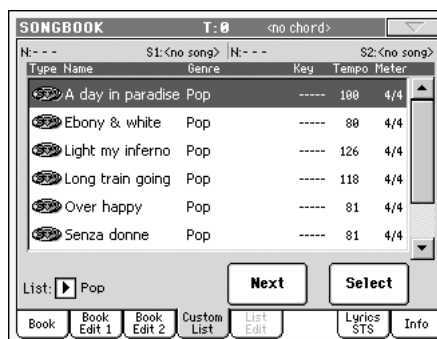 SONGBOOK T:0 <no chord>
N:--- S1:<no song> N:--- S2:<no song>
Type Name Genre Key Tempo Meter
A day in paradise Pop ----- 100 4/4
Ebony & white Pop ----- 80 4/4
Light my inferno Pop ----- 126 4/4
Long train going Pop ----- 118 4/4
Over happy Pop ----- 81 4/4
Senza donne Pop ----- 81 4/4
List: Pop Next Select
Book Book Edit 1 Book Edit 2 Custom List List Edit Lyrics STS Info